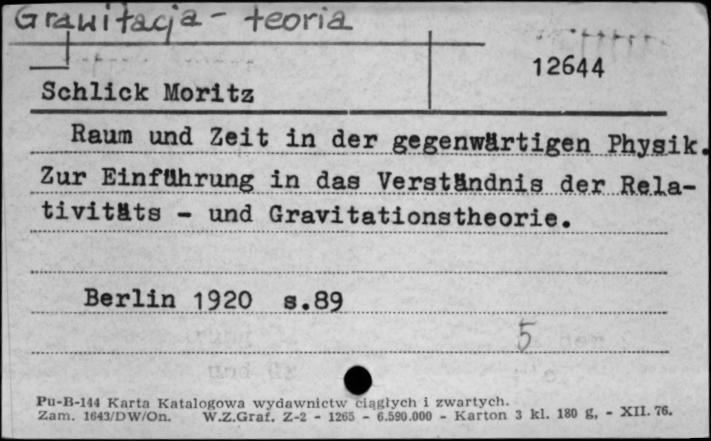 Grawitacja - teoria
12644
Schlick Moritz
Raum und Zeit in der gegenwärtigen Physik.
Zur Einführung in das Verständnis der Rela-
tivitäts - und Gravitationstheorie.
Berlin 1920 s.89
5
Pu-B-144 Karta Katalogowa wydawnictw ciągłych i zwartych.
Zam. 1643/DW/On. W.Z.Graf. Z-2 - 1265 - 6.590.000 - Karton 3 kl. 180 g, - XII. 76.